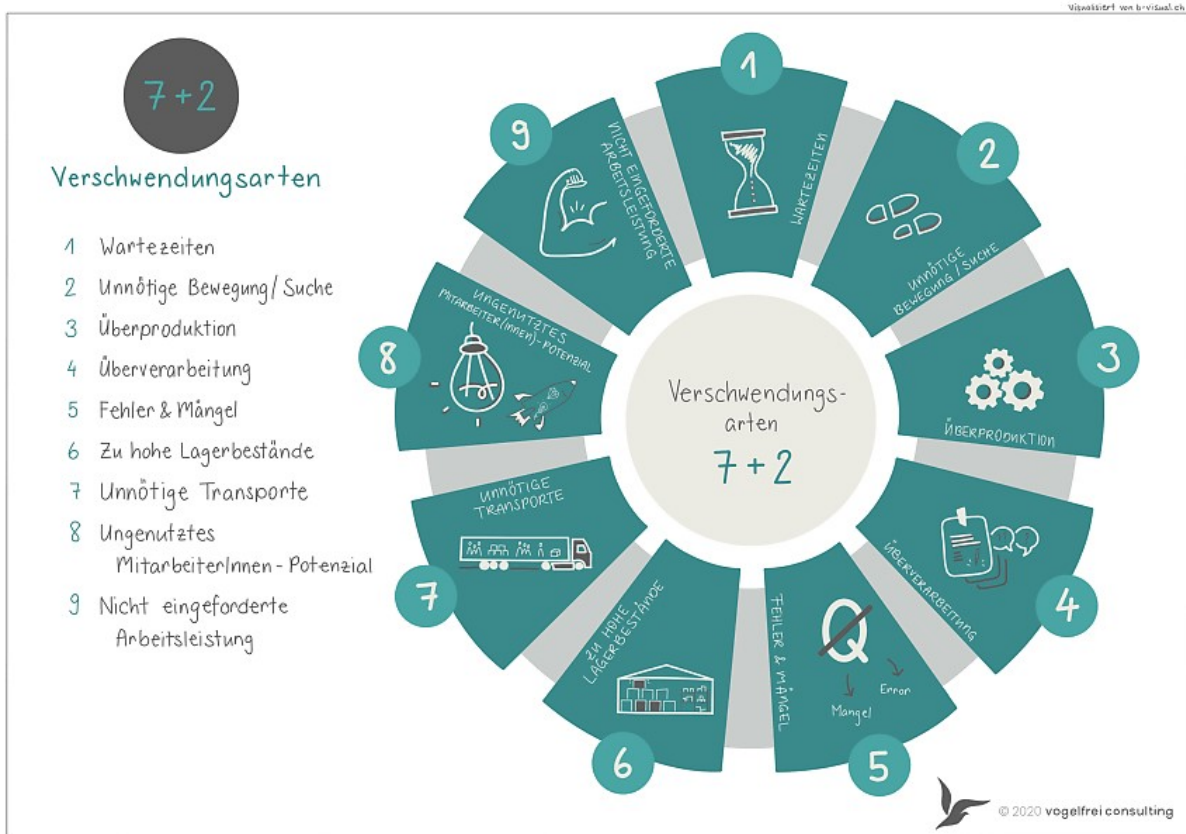 Visualisiert von b-visual.ch
7+2
Verschwendungsarten
1 Wartezeiten
2 Unnötige Bewegung/Suche
3 Überproduktion
4 Überverarbeitung
5 Fehler & Mängel
6 Zu hohe Lagerbestände
7 Unnötige Transporte
8 Ungenutztes
MitarbeiterInnen-Potenzial
9 Nicht eingeforderte
Arbeitsleistung
Verschwendungs-
arten
7+2
1
WARTEZEITEN
2
UNNÖTIGE
BEWEGUNG/SUCHE
3
ÜBERPRODUKTION
4
ÜBERVERARBEITUNG
5
FEHLER & MÄNGEL
Q
Mangel
Error
6
ZU HOHE
LAGERBESTÄNDE
7
UNNÖTIGE
TRANSPORTE
8
UNGENUTZTES
MITARBEITER(INNEN)-POTENZIAL
9
NICHT EINGEFORDERTE
ARBEITSLEISTUNG
© 2020 vogelfrei consulting